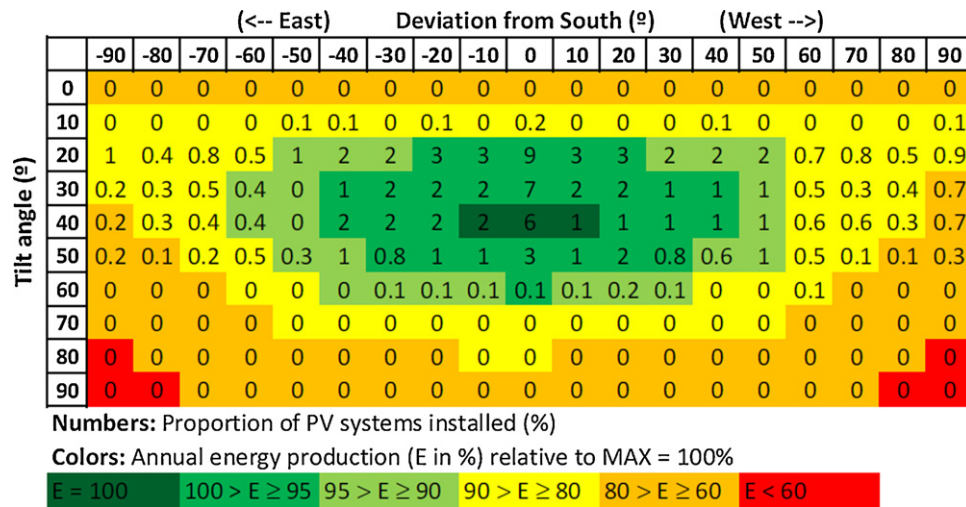 (<-- East) Deviation from South (º) (West -->)
-90 -80 -70 -60 -50 -40 -30 -20 -10 0 10 20 30 40 50 60 70 80 90
Tilt angle (º)
0 0 0 0 0 0 0 0 0 0 0 0 0 0 0 0 0 0 0 0
10 0 0 0 0 0.1 0.1 0 0.1 0 0.2 0 0 0 0.1 0 0 0 0 0.1
20 1 0.4 0.8 0.5 1 2 2 3 3 9 3 3 2 2 2 0.7 0.8 0.5 0.9
30 0.2 0.3 0.5 0.4 0 1 2 2 2 7 2 2 1 1 1 0.5 0.3 0.4 0.7
40 0.2 0.3 0.4 0.4 0 2 2 2 2 6 1 1 1 1 1 0.6 0.6 0.3 0.7
50 0.2 0.1 0.2 0.5 0.3 1 0.8 1 1 3 1 2 0.8 0.6 1 0.5 0.1 0.1 0.3
60 0 0 0 0 0 0 0.1 0.1 0.1 0.1 0.1 0.2 0.1 0 0 0.1 0 0 0
70 0 0 0 0 0 0 0 0 0 0 0 0 0 0 0 0 0 0 0
80 0 0 0 0 0 0 0 0 0 0 0 0 0 0 0 0 0 0 0
90 0 0 0 0 0 0 0 0 0 0 0 0 0 0 0 0 0 0 0
Numbers: Proportion of PV systems installed (%)
Colors: Annual energy production (E in %) relative to MAX = 100%
E = 100 100 > E ≥ 95 95 > E ≥ 90 90 > E ≥ 80 80 > E ≥ 60 E < 60